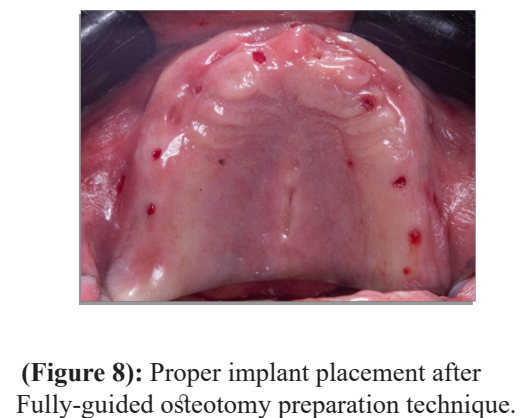 (Figure 8): Proper implant placement after
Fully-guided osteotomy preparation technique.